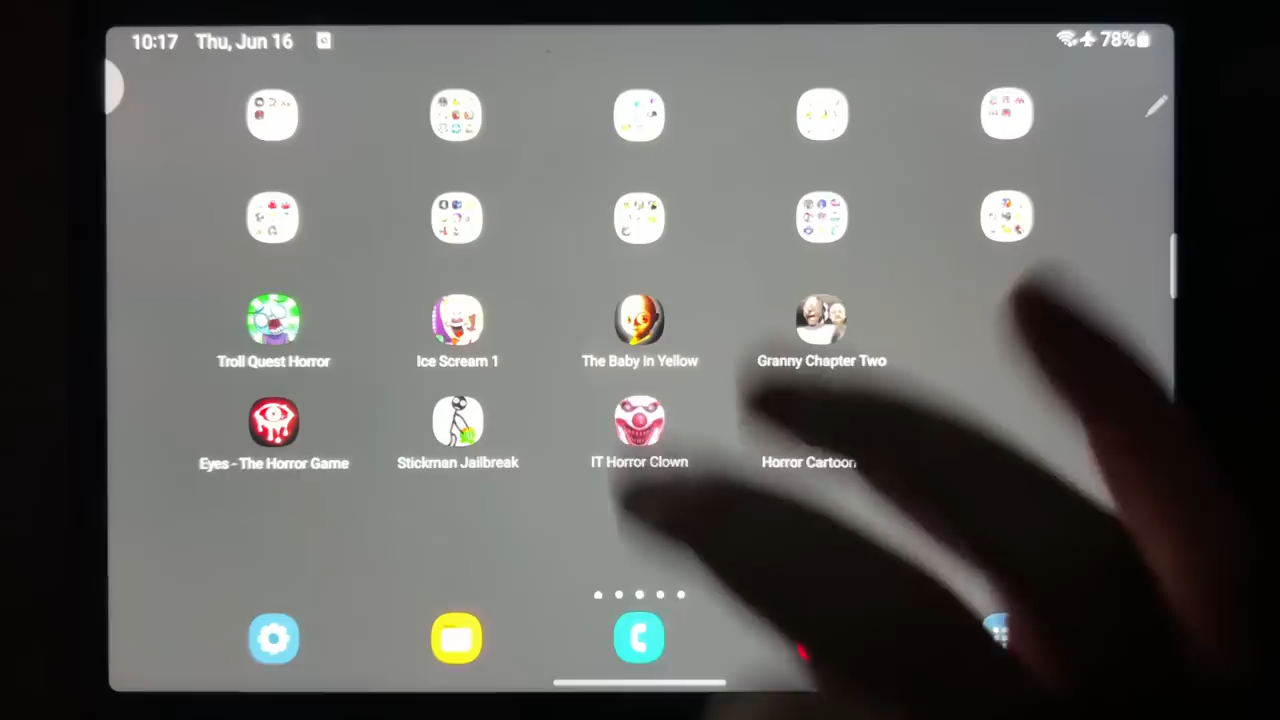 10:17 Thu, Jun 16 78%
Troll Quest Horror Ice Scream 1 The Baby In Yellow Granny Chapter Two
Eyes - The Horror Game Stickman Jailbreak IT Horror Clown Horror Cartoon